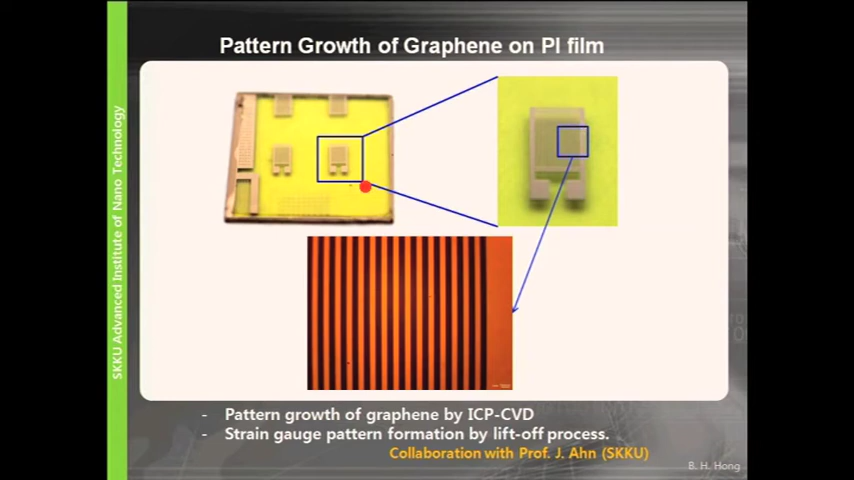 Pattern Growth of Graphene on PI film
SKKU Advanced Institute of Nano Technology
- Pattern growth of graphene by ICP-CVD
- Strain gauge pattern formation by lift-off process.
Collaboration with Prof. J. Ahn (SKKU)
B. H. Hong